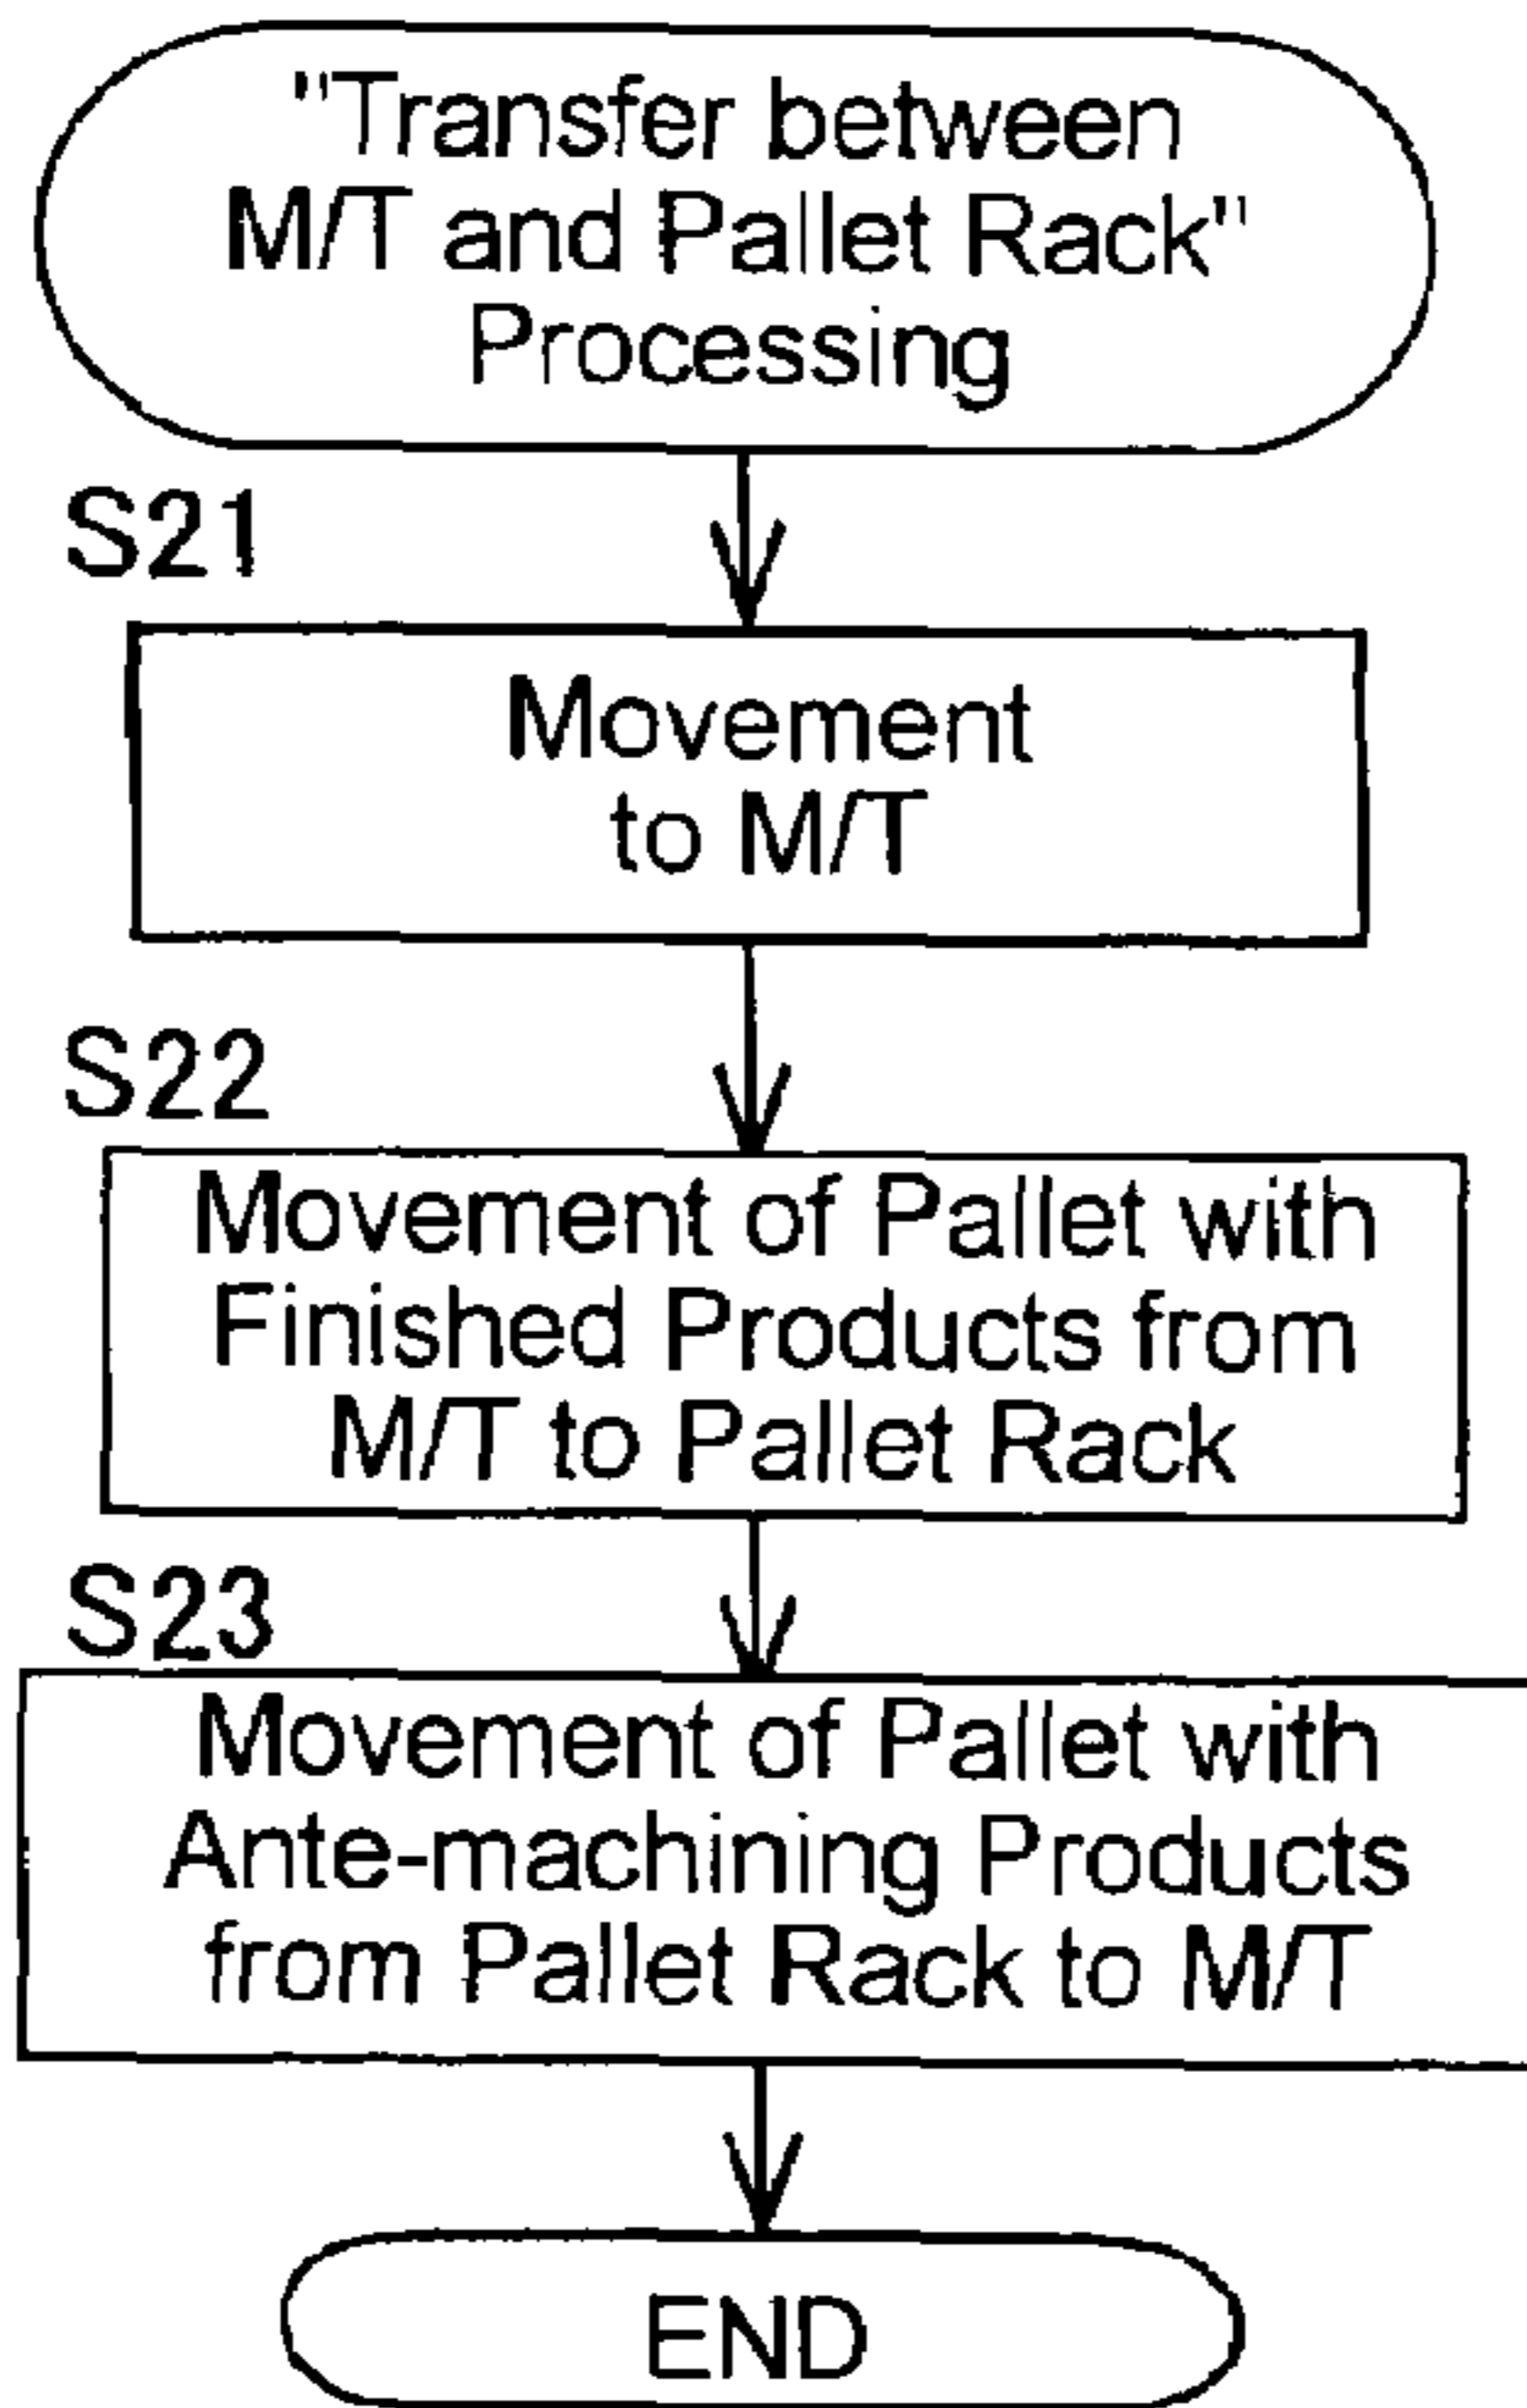 "Transfer between
M/T and Pallet Rack"
Processing
S21
Movement
to M/T
S22
Movement of Pallet with
Finished Products from
M/T to Pallet Rack
S23
Movement of Pallet with
Ante-machining Products
from Pallet Rack to M/T
END